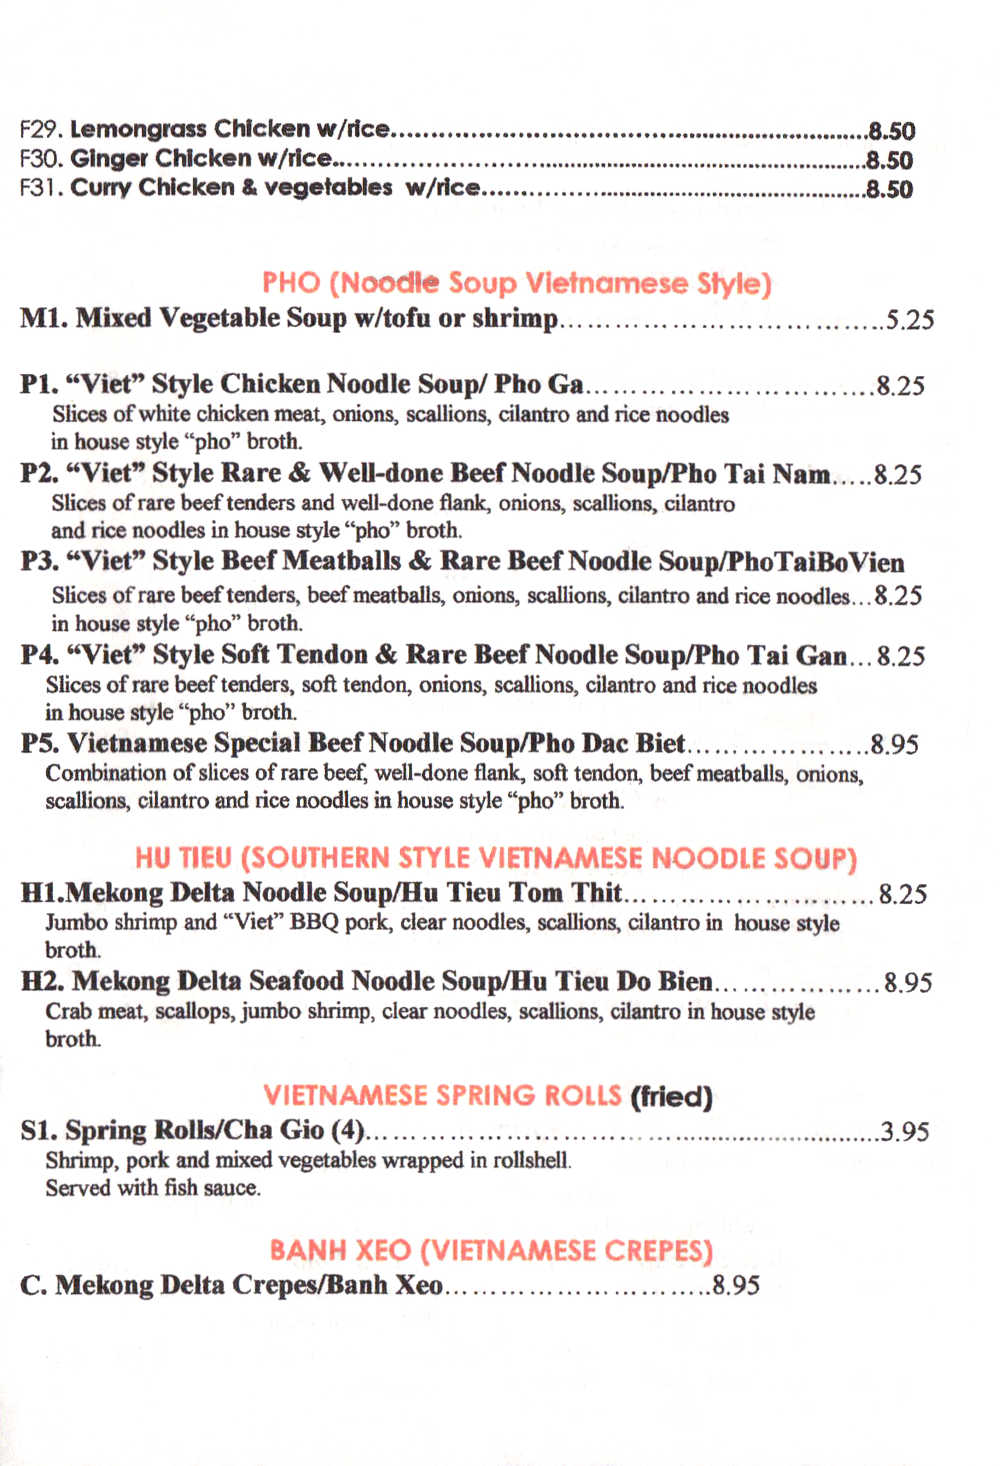 F29. Lemongrass Chicken w/rice..........................................................8.50
F30. Ginger Chicken w/rice.................................................................8.50
F31. Curry Chicken & vegetables w/rice...............................................8.50
PHO (Noodle Soup Vietnamese Style)
M1. Mixed Vegetable Soup w/tofu or shrimp....................................5.25
P1. “Viet” Style Chicken Noodle Soup/ Pho Ga................................8.25
Slices of white chicken meat, onions, scallions, cilantro and rice noodles
in house style “pho” broth.
P2. “Viet” Style Rare & Well-done Beef Noodle Soup/Pho Tai Nam.....8.25
Slices of rare beef tenders and well-done flank, onions, scallions, cilantro
and rice noodles in house style “pho” broth.
P3. “Viet” Style Beef Meatballs & Rare Beef Noodle Soup/PhoTaiBoVien
Slices of rare beef tenders, beef meatballs, onions, scallions, cilantro and rice noodles...8.25
in house style “pho” broth.
P4. “Viet” Style Soft Tendon & Rare Beef Noodle Soup/Pho Tai Gan...8.25
Slices of rare beef tenders, soft tendon, onions, scallions, cilantro and rice noodles
in house style “pho” broth.
P5. Vietnamese Special Beef Noodle Soup/Pho Dac Biet....................8.95
Combination of slices of rare beef, well-done flank, soft tendon, beef meatballs, onions,
scallions, cilantro and rice noodles in house style “pho” broth.
HU TIEU (SOUTHERN STYLE VIETNAMESE NOODLE SOUP)
H1.Mekong Delta Noodle Soup/Hu Tieu Tom Thit............................8.25
Jumbo shrimp and “Viet” BBQ pork, clear noodles, scallions, cilantro in house style
broth.
H2. Mekong Delta Seafood Noodle Soup/Hu Tieu Do Bien..................8.95
Crab meat, scallops, jumbo shrimp, clear noodles, scallions, cilantro in house style
broth.
VIETNAMESE SPRING ROLLS (fried)
S1. Spring Rolls/Cha Gio (4)............................................................3.95
Shrimp, pork and mixed vegetables wrapped in rollshell.
Served with fish sauce.
BANH XEO (VIETNAMESE CREPES)
C. Mekong Delta Crepes/Banh Xeo.............................8.95